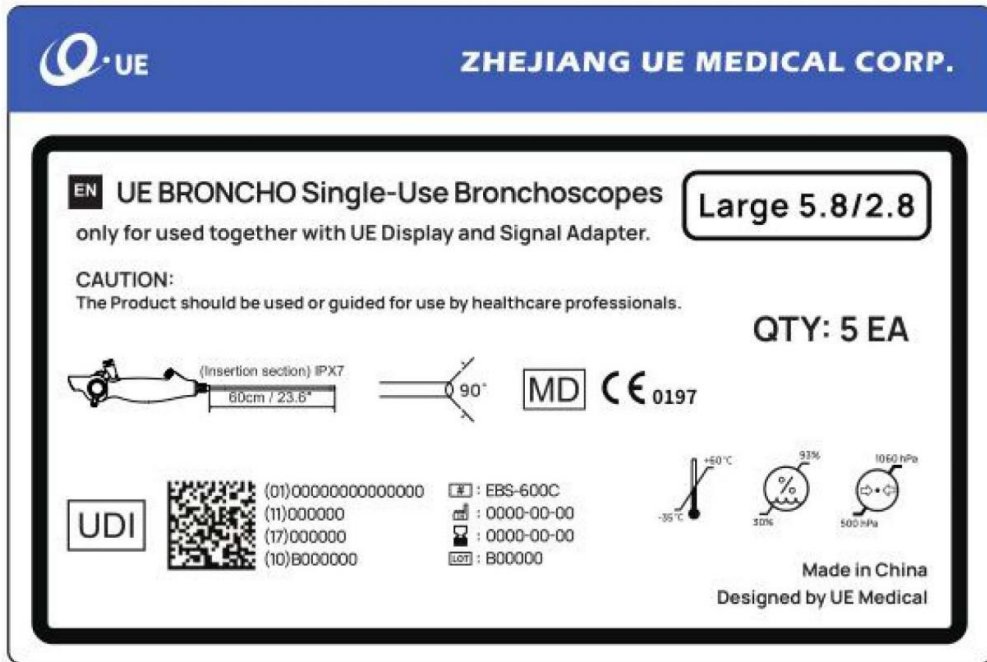 UE
ZHEJIANG UE MEDICAL CORP.
EN UE BRONCHO Single-Use Bronchoscopes
Large 5.8/2.8
only for used together with UE Display and Signal Adapter.
CAUTION:
The Product should be used or guided for use by healthcare professionals.
QTY: 5 EA
(Insertion section) IPX7
60cm / 23.6"
90°
MD
CE 0197
UDI
(01)00000000000000
(11)000000
(17)000000
(10)B000000
# : EBS-600C
: 0000-00-00
: 0000-00-00
LOT : B00000
+60°C
-35°C
93%
%
30%
1060 hPa
500 hPa
Made in China
Designed by UE Medical